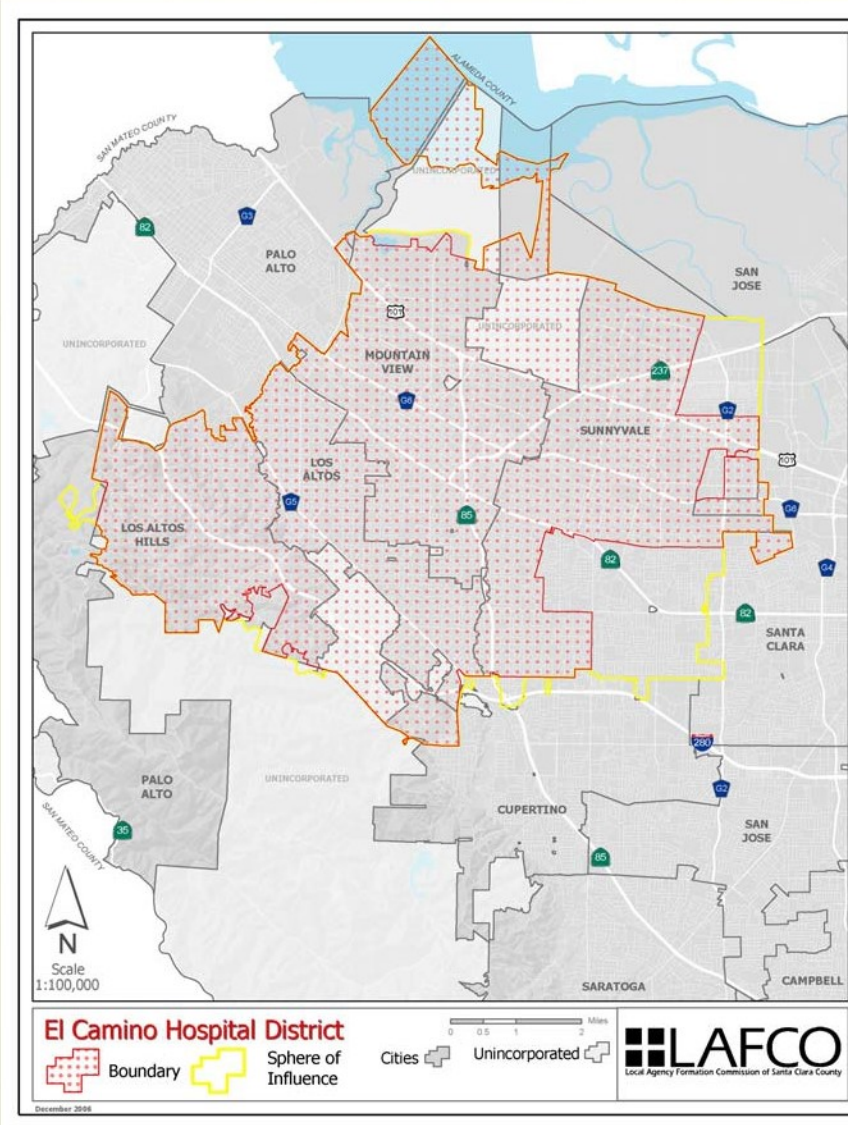 ALAMEDA COUNTY
SAN MATEO COUNTY
UNINCORPORATED
82
G3
PALO
ALTO
SAN
JOSE
101
UNINCORPORATED
UNINCORPORATED
MOUNTAIN
VIEW
237
G6
G2
SUNNYVALE
101
LOS
ALTOS
G5
85
G6
LOS ALTOS
HILLS
82
G4
82
SANTA
CLARA
280
PALO
ALTO
UNINCORPORATED
G2
CUPERTINO
SAN
JOSE
SAN MATEO COUNTY
35
85
N
Scale
1:100,000
SARATOGA
CAMPBELL
El Camino Hospital District
Boundary
Sphere of
Influence
Cities
Unincorporated
Miles
0 0.5 1 2
LAFCO
Local Agency Formation Commission of Santa Clara County
December 2006